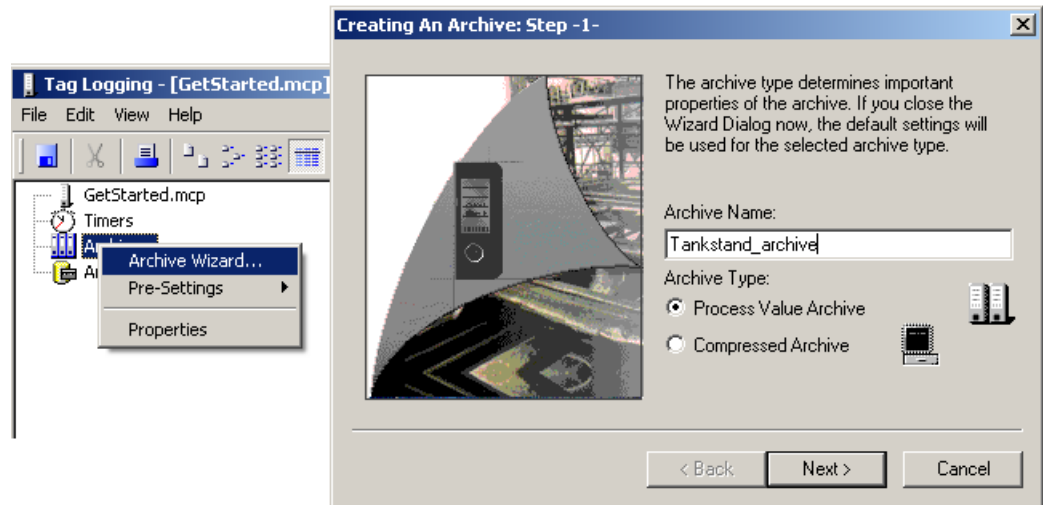 Tag Logging - [GetStarted.mcp]
File Edit View Help
GetStarted.mcp
Timers
Archive Wizard...
Pre-Settings
Properties
Creating An Archive: Step -1-
The archive type determines important
properties of the archive. If you close the
Wizard Dialog now, the default settings will
be used for the selected archive type.
Archive Name:
Tankstand_archive
Archive Type:
Process Value Archive
Compressed Archive
< Back
Next >
Cancel